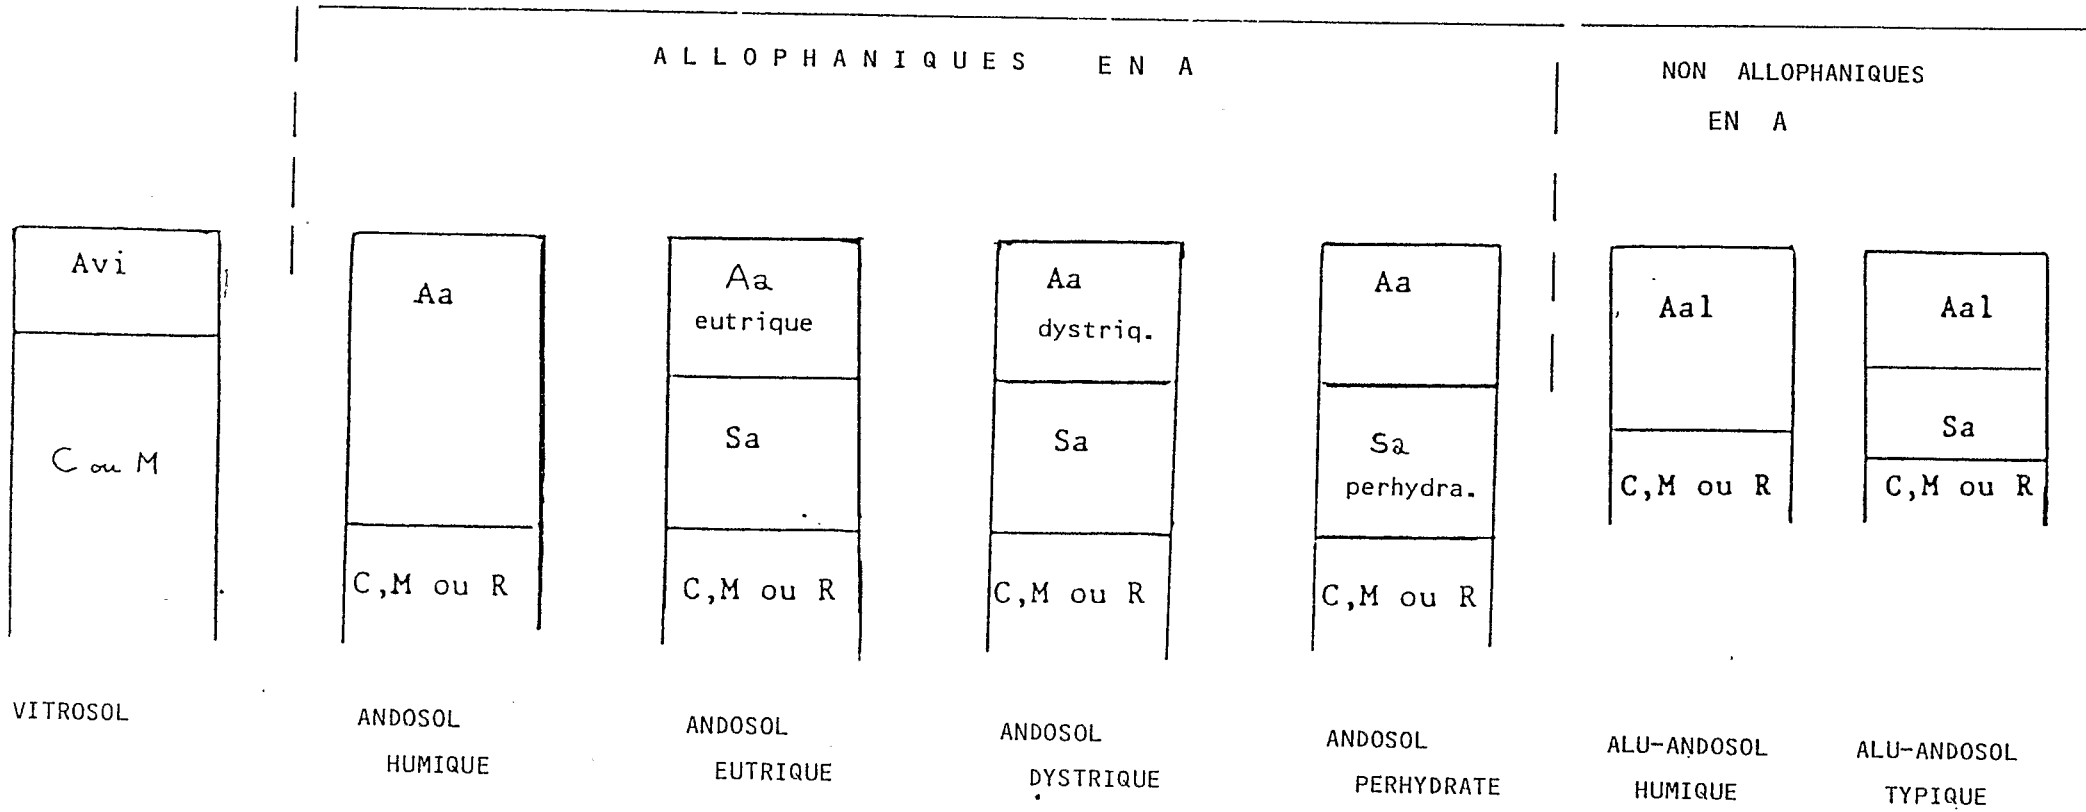 ALLOPHANIQUES EN A
NON ALLOPHANIQUES
EN A
Avi
C ou M
VITROSOL
Aa
C,M ou R
ANDOSOL
HUMIQUE
Aa
eutrique
Sa
C,M ou R
ANDOSOL
EUTRIQUE
Aa
dystriq.
Sa
C,M ou R
ANDOSOL
DYSTRIQUE
Aa
Sa
perhydra.
C,M ou R
ANDOSOL
PERHYDRATE
Aal
C,M ou R
ALU-ANDOSOL
HUMIQUE
Aal
Sa
C,M ou R
ALU-ANDOSOL
TYPIQUE